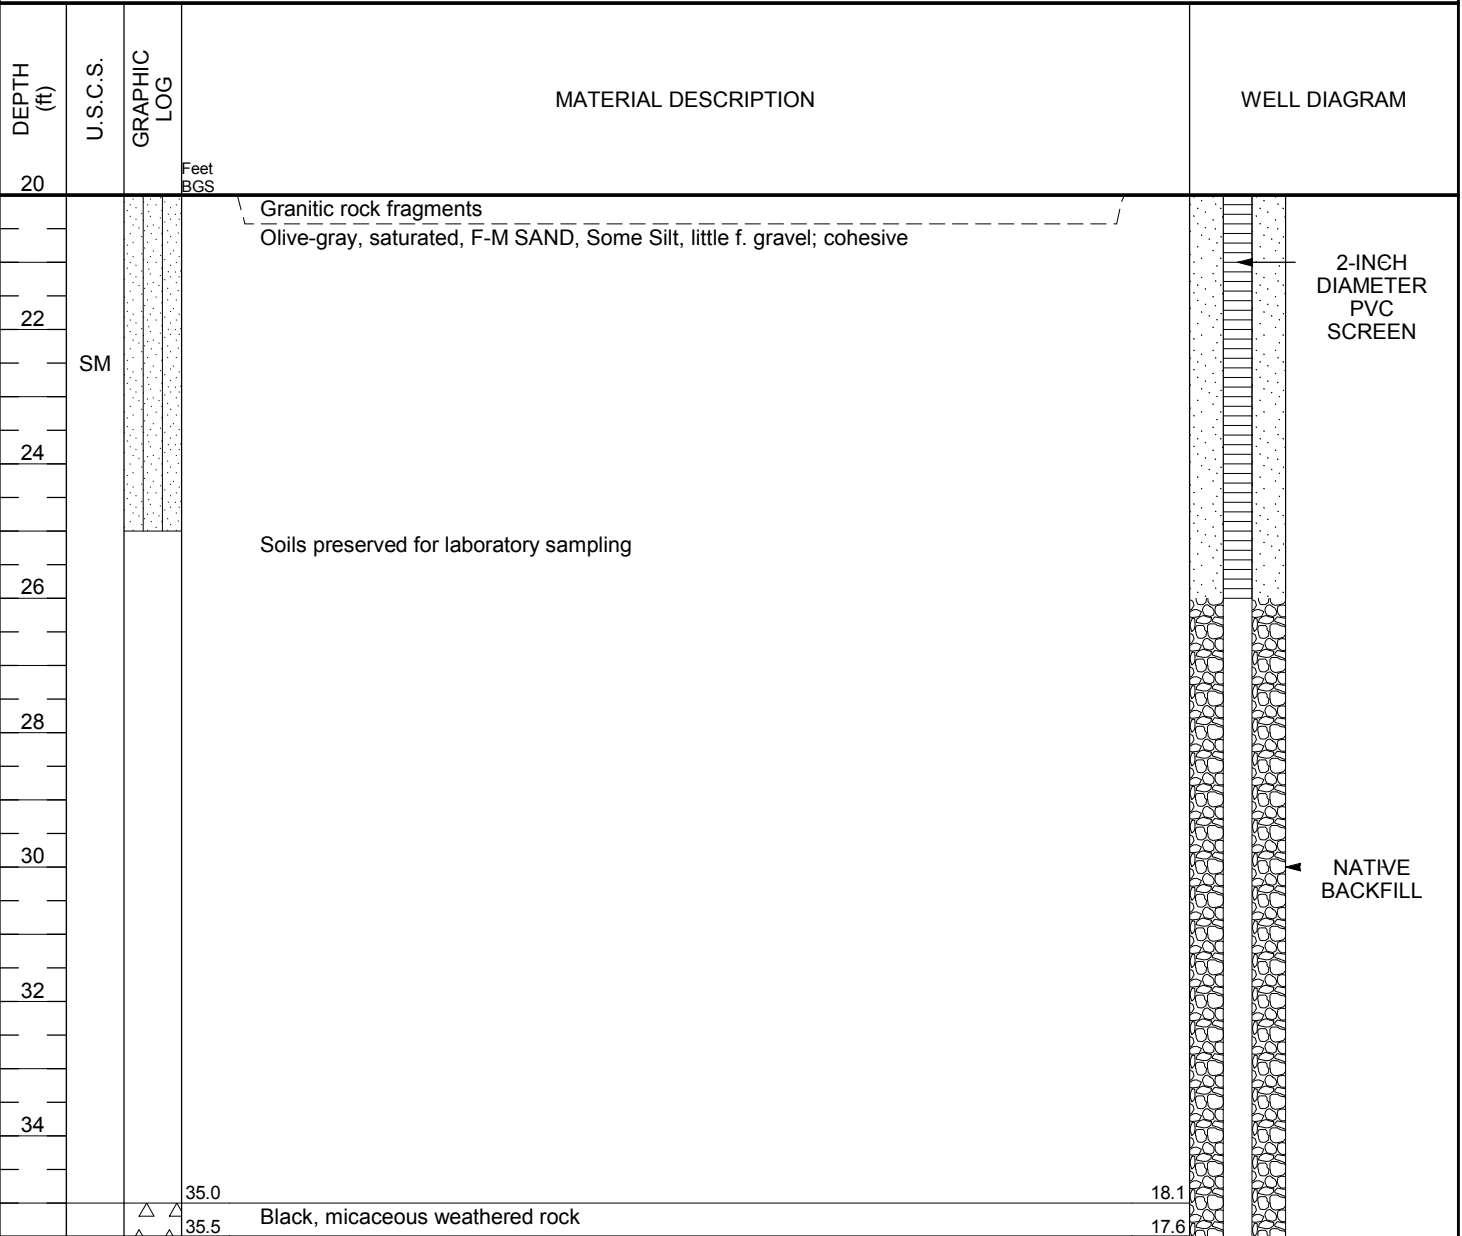 DEPTH
(ft)
U.S.C.S.
GRAPHIC
LOG
MATERIAL DESCRIPTION
WELL DIAGRAM
Feet
BGS
20
Granitic rock fragments
Olive-gray, saturated, F-M SAND, Some Silt, little f. gravel; cohesive
2-INCH
DIAMETER
PVC
SCREEN
22
SM
24
Soils preserved for laboratory sampling
26
28
30
NATIVE
BACKFILL
32
34
35.0
18.1
Black, micaceous weathered rock
35.5
17.6